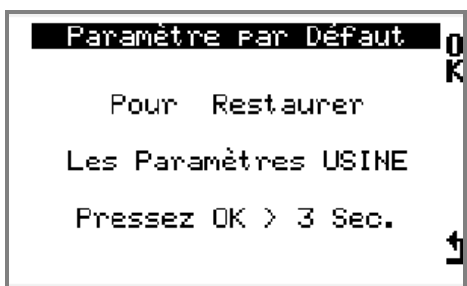 Paramètre par Défaut
OK
Pour Restaurer
Les Paramètres USINE
Pressez OK > 3 Sec.